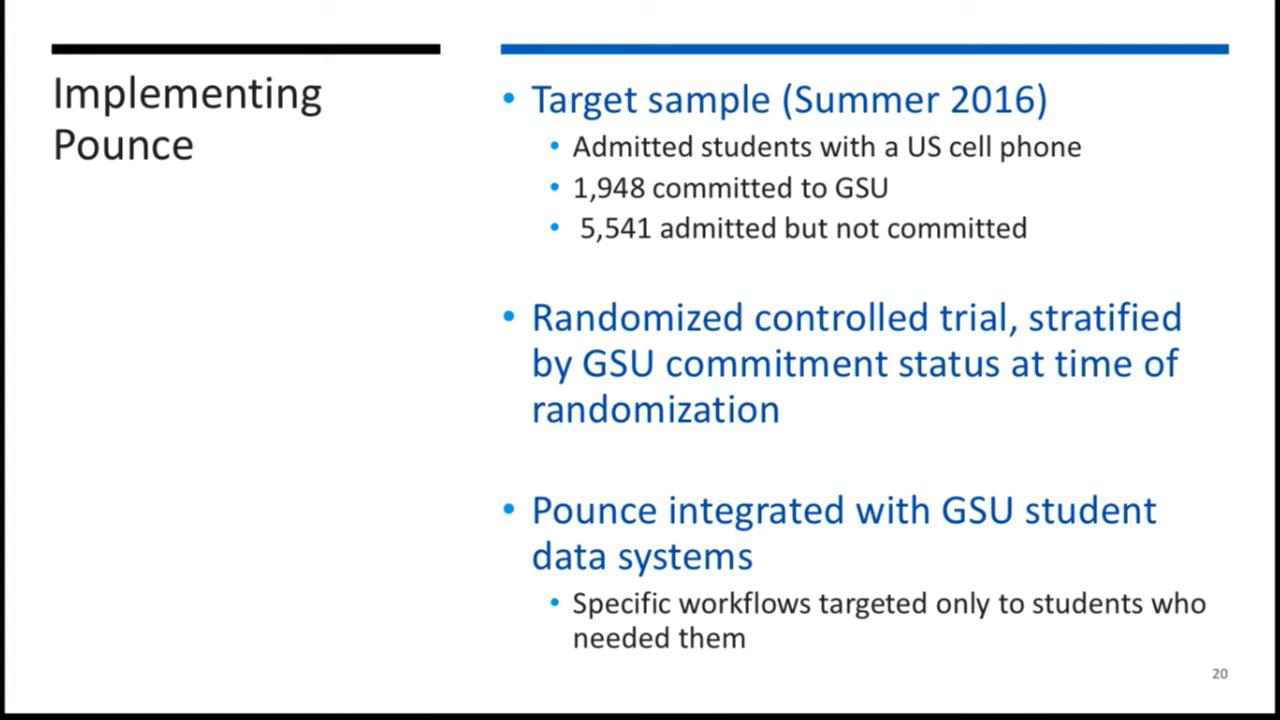 Implementing
Pounce
• Target sample (Summer 2016)
• Admitted students with a US cell phone
• 1,948 committed to GSU
• 5,541 admitted but not committed
• Randomized controlled trial, stratified
by GSU commitment status at time of
randomization
• Pounce integrated with GSU student
data systems
• Specific workflows targeted only to students who
needed them
20